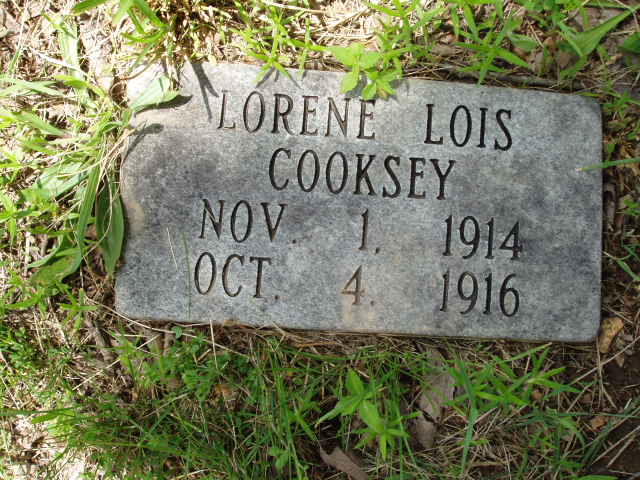 LORENE LOIS
COOKSEY
NOV. 1, 1914
OCT. 4. 1916